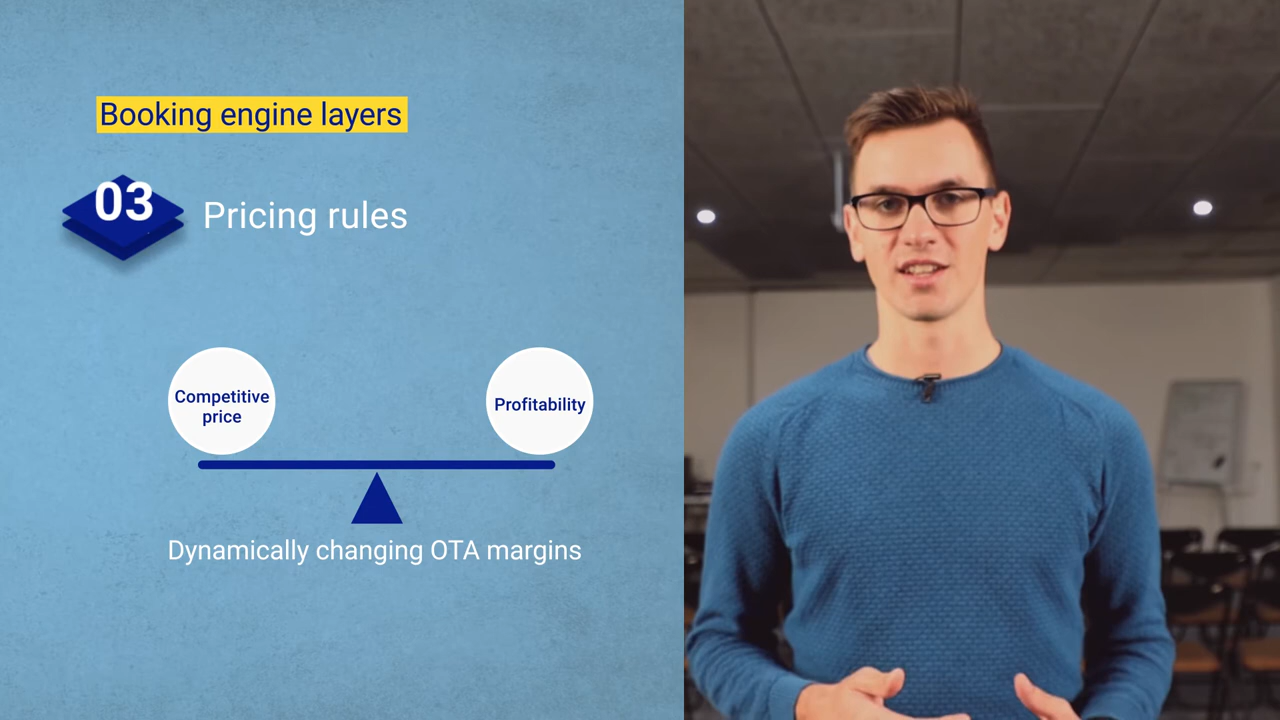 Booking engine layers
03
Pricing rules
Competitive
price
Profitability
Dynamically changing OTA margins